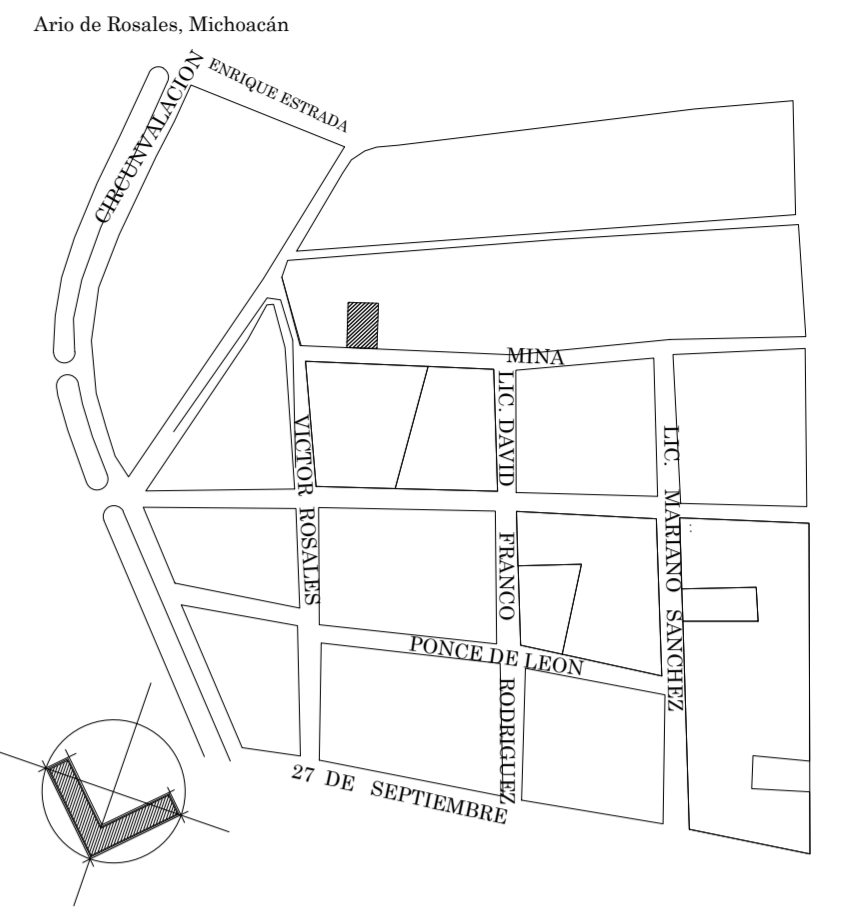 Ario de Rosales, Michoacán
CIRCUNVALACION
ENRIQUE ESTRADA
MINA
VICTOR ROSALES
LIC. DAVID FRANCO RODRIGUEZ
LIC. MARIANO SANCHEZ
PONCE DE LEON
27 DE SEPTIEMBRE